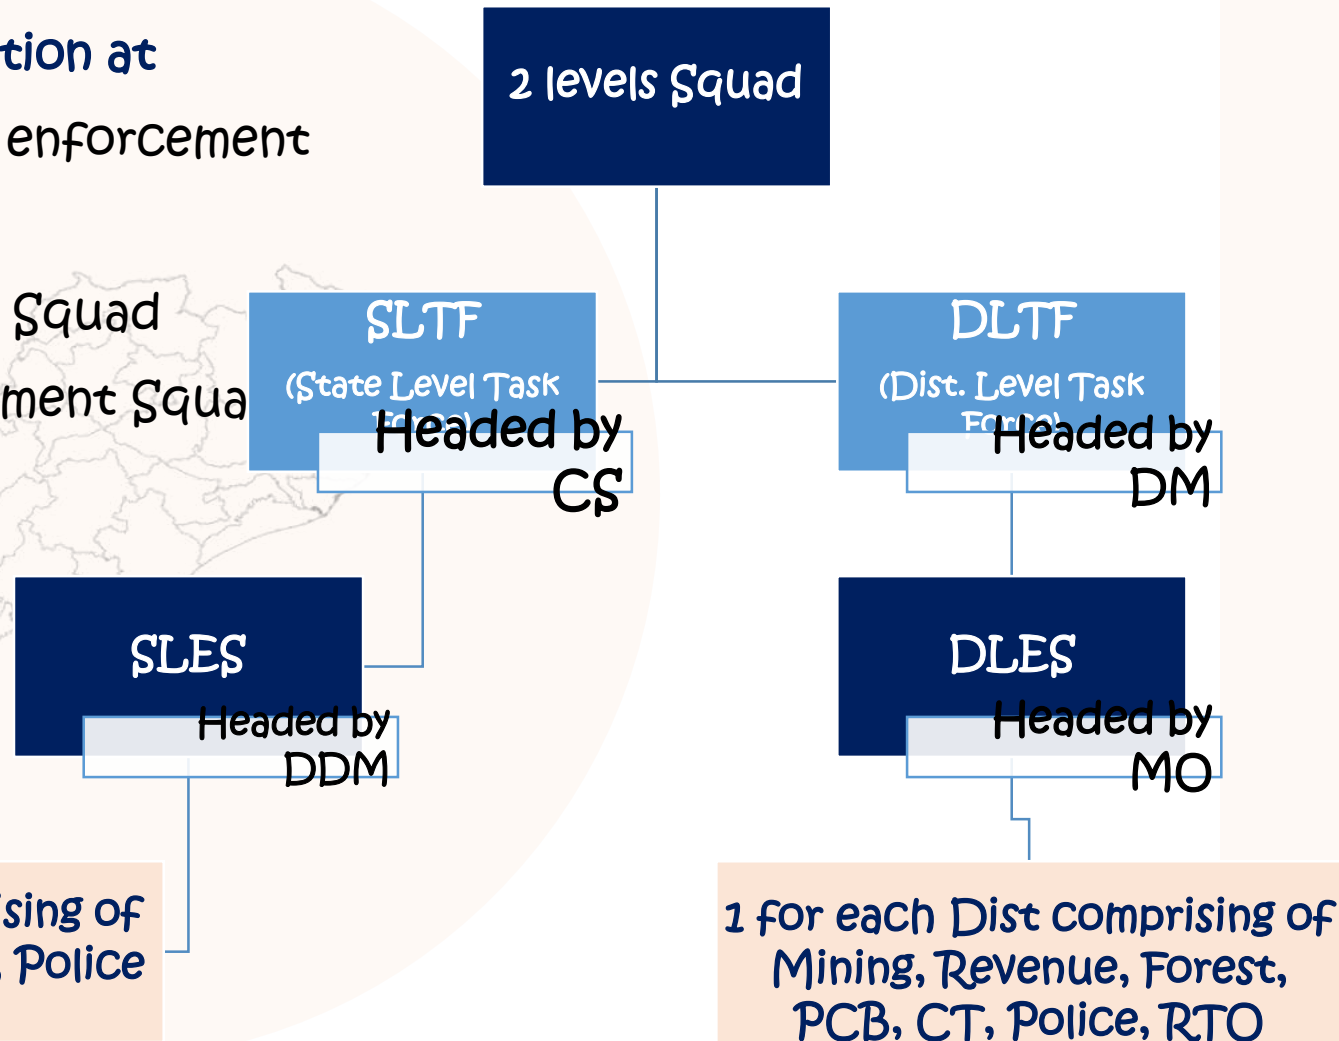 tion at
enforcement
Squad
ment Squa
2 levels Squad
SLTF
(State Level Task
Force)
Headed by
CS
DLTF
(Dist. Level Task
Force)
Headed by
DM
SLES
Headed by
DDM
DLES
Headed by
MO
sing of
, Police
1 for each Dist comprising of
Mining, Revenue, Forest,
PCB, CT, Police, RTO